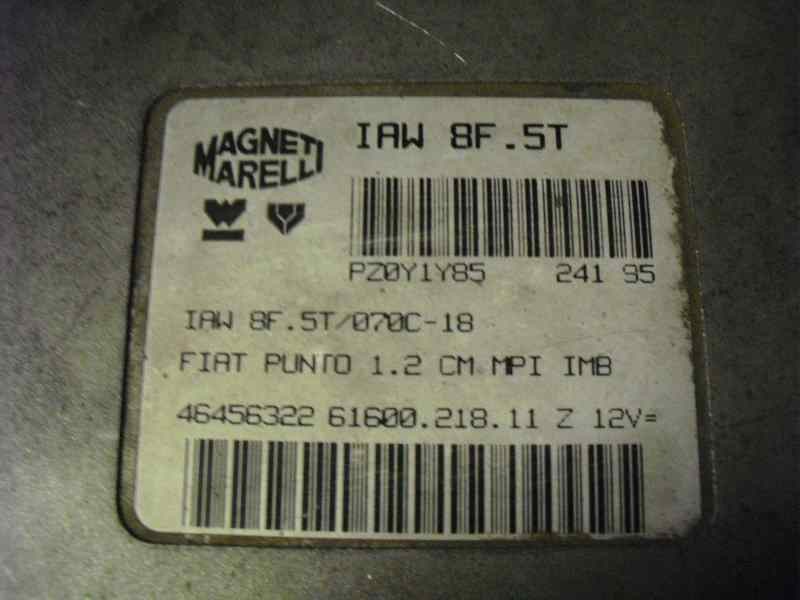 MAGNETI
MARELLI
IAW 8F.5T
PZ0Y1Y85 241 95
IAW 8F.5T/070C-18
FIAT PUNTO 1.2 CM MPI IMB
46456322 61600.218.11 Z 12V=